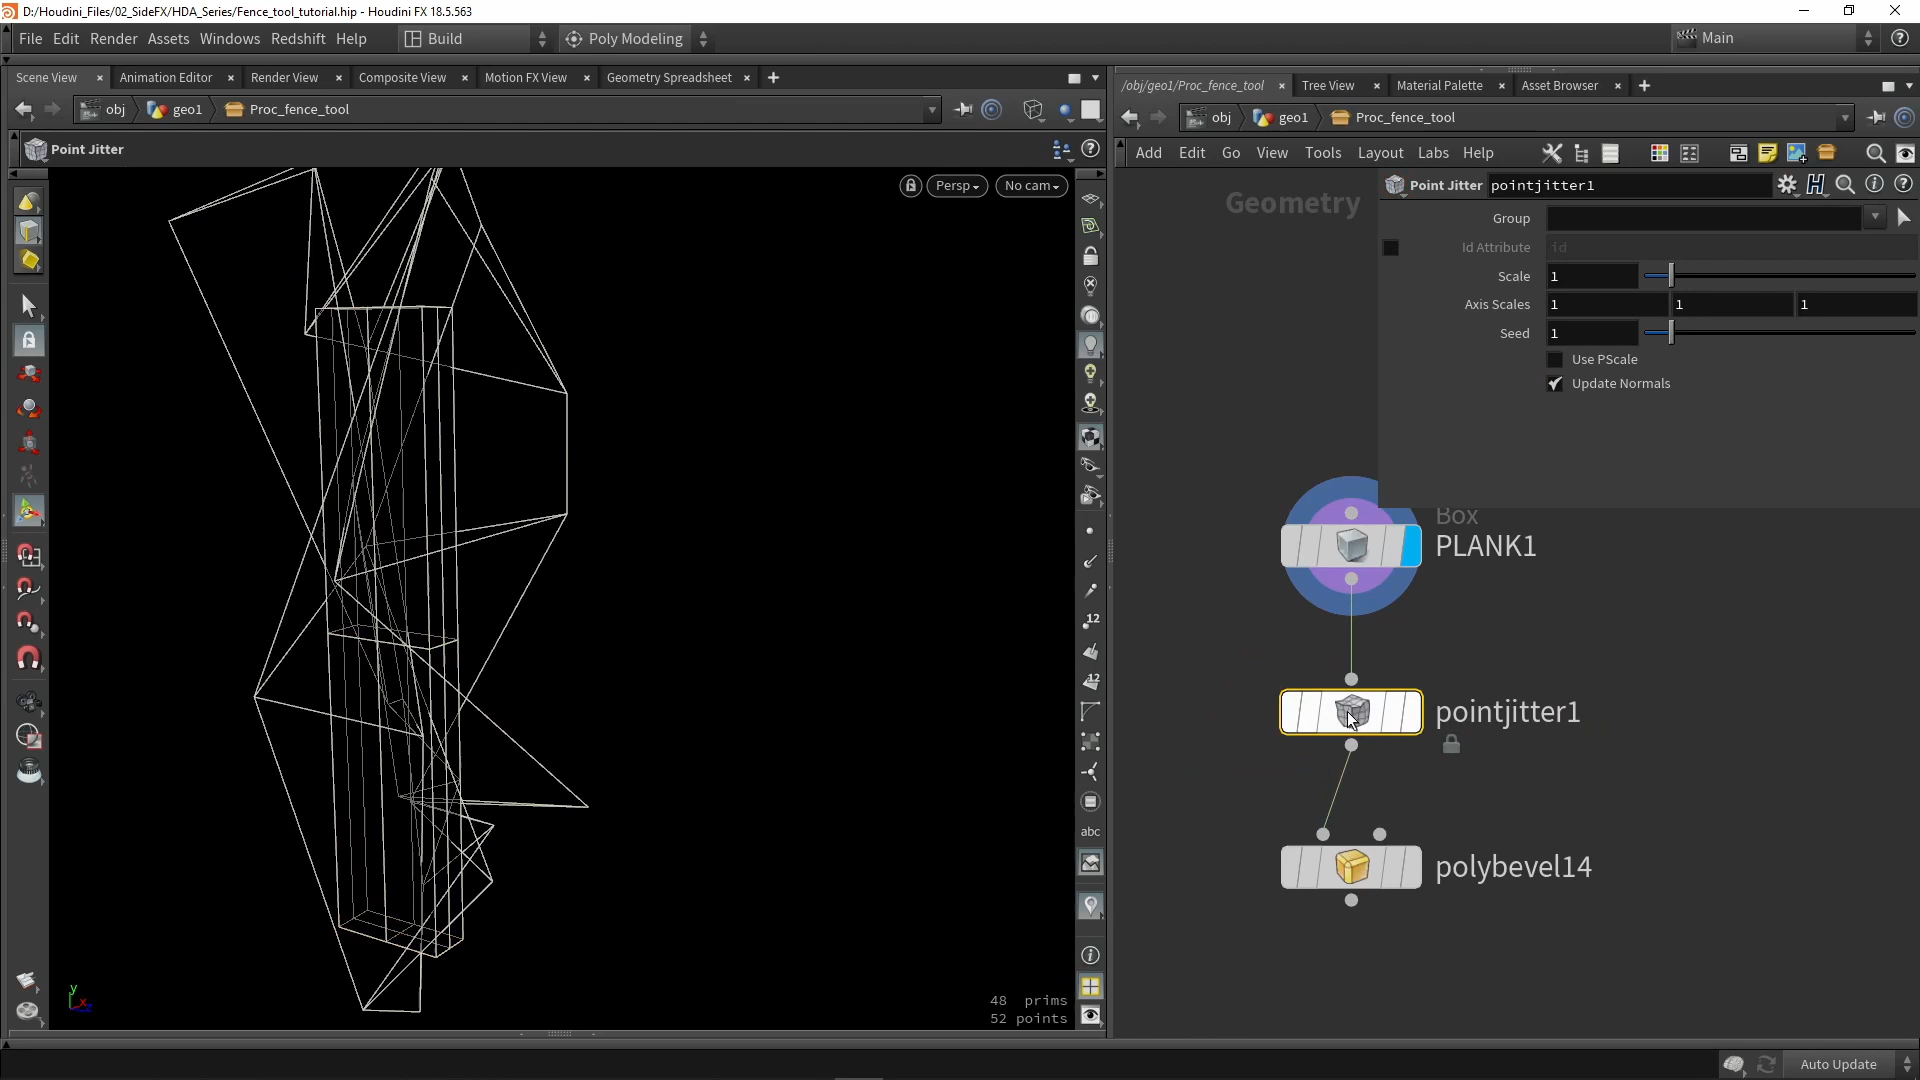 D:/Houdini_Files/02_SideFX/HDA_Series/Fence_tool_tutorial.hip - Houdini FX 18.5.563
File Edit Render Assets Windows Redshift Help
Build
Poly Modeling
Main
Scene View
Animation Editor
Render View
Composite View
Motion FX View
Geometry Spreadsheet
/obj/geo1/Proc_fence_tool
Tree View
Material Palette
Asset Browser
obj
geo1
Proc_fence_tool
obj
geo1
Proc_fence_tool
Point Jitter
Add Edit Go View Tools Layout Labs Help
Persp
No cam
Geometry
Point Jitter pointjitter1
Group
Id Attribute id
Scale 1
Axis Scales 1 1 1
Seed 1
Use PScale
Update Normals
Box
PLANK1
pointjitter1
polybevel14
12
12
abc
y
x
48 prims
52 points
Auto Update